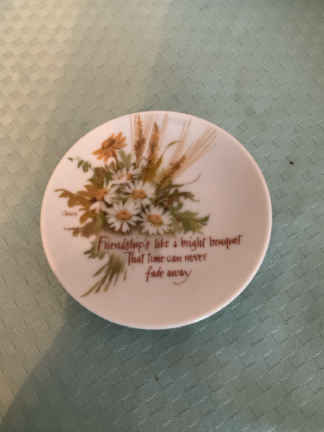 Friendship's like a bright bouquet
That time can never
fade away